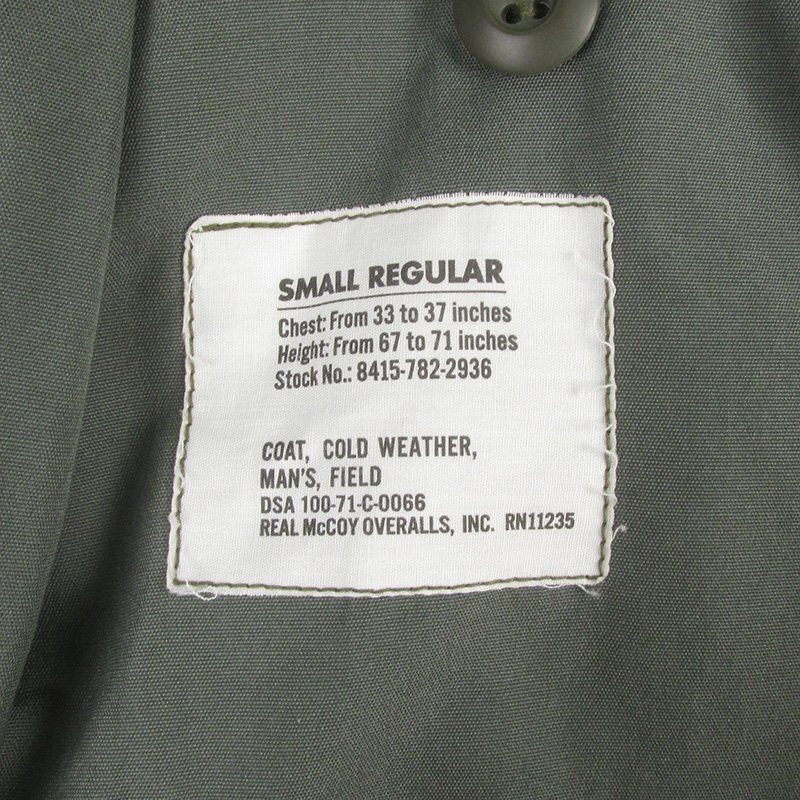 SMALL REGULAR
Chest: From 33 to 37 inches
Height: From 67 to 71 inches
Stock No.: 8415-782-2936
COAT, COLD WEATHER,
MAN'S, FIELD
DSA 100-71-C-0066
REAL McCOY OVERALLS, INC. RN11235